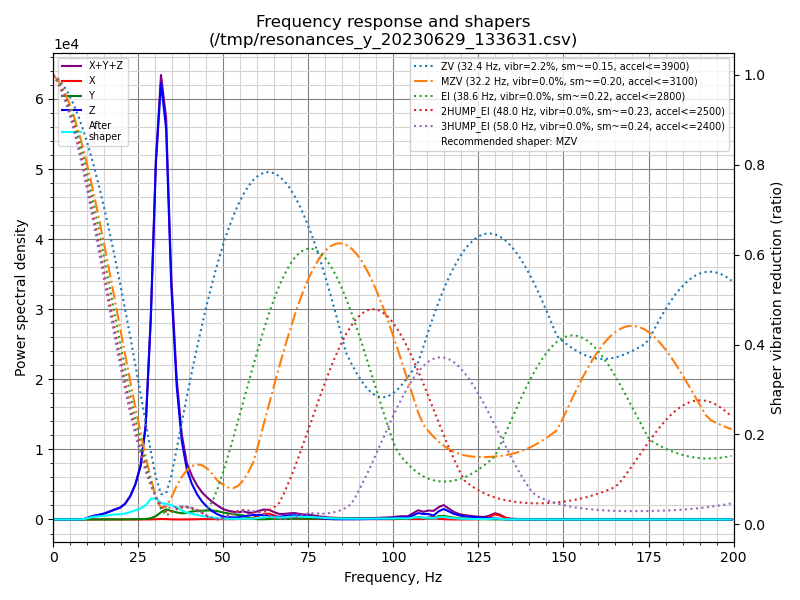 Frequency response and shapers
(/tmp/resonances_y_20230629_133631.csv)
1e4
X+Y+Z
X
Y
Z
After
shaper
ZV (32.4 Hz, vibr=2.2%, sm~=0.15, accel<=3900)
MZV (32.2 Hz, vibr=0.0%, sm~=0.20, accel<=3100)
EI (38.6 Hz, vibr=0.0%, sm~=0.22, accel<=2800)
2HUMP_EI (48.0 Hz, vibr=0.0%, sm~=0.23, accel<=2500)
3HUMP_EI (58.0 Hz, vibr=0.0%, sm~=0.24, accel<=2400)
Recommended shaper: MZV
6
5
4
3
2
1
0
Power spectral density
1.0
0.8
0.6
0.4
0.2
0.0
Shaper vibration reduction (ratio)
0 25 50 75 100 125 150 175 200
Frequency, Hz